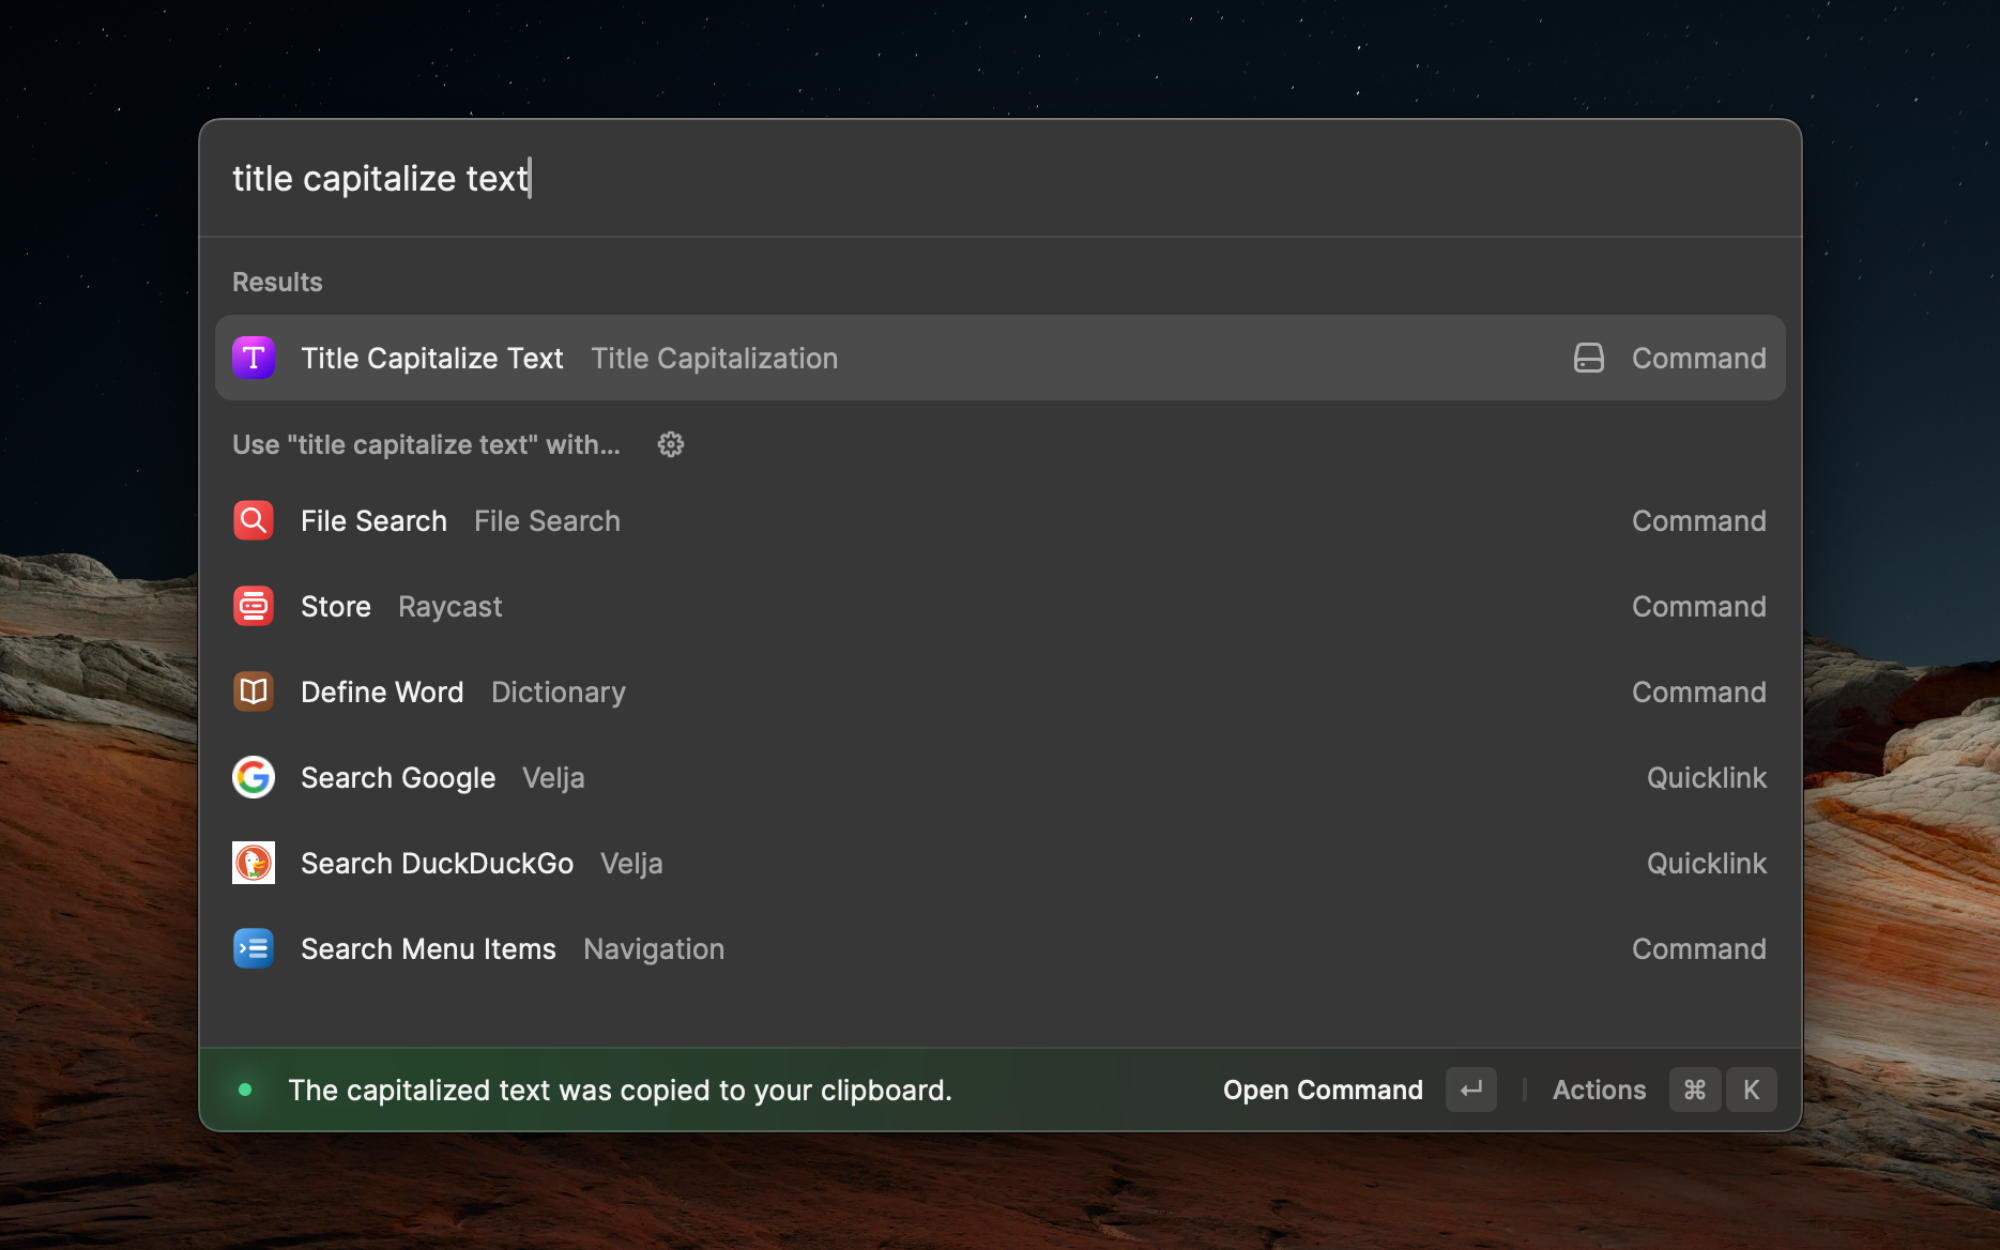 title capitalize text
Results
T Title Capitalize Text Title Capitalization Command
Use "title capitalize text" with...
File Search File Search Command
Store Raycast Command
Define Word Dictionary Command
G Search Google Velja Quicklink
Search DuckDuckGo Velja Quicklink
Search Menu Items Navigation Command
The capitalized text was copied to your clipboard. Open Command ↵ Actions ⌘ K